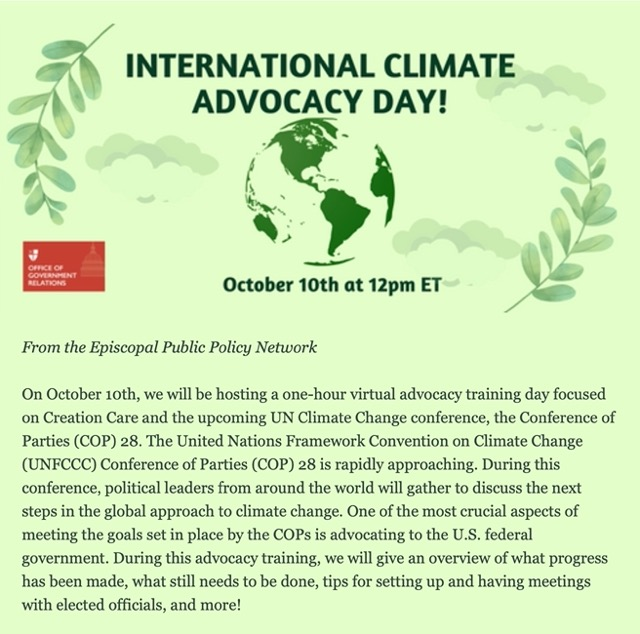 INTERNATIONAL CLIMATE
ADVOCACY DAY!
OFFICE OF
GOVERNMENT
RELATIONS
October 10th at 12pm ET
From the Episcopal Public Policy Network
On October 10th, we will be hosting a one-hour virtual advocacy training day focused
on Creation Care and the upcoming UN Climate Change conference, the Conference of
Parties (COP) 28. The United Nations Framework Convention on Climate Change
(UNFCCC) Conference of Parties (COP) 28 is rapidly approaching. During this
conference, political leaders from around the world will gather to discuss the next
steps in the global approach to climate change. One of the most crucial aspects of
meeting the goals set in place by the COPs is advocating to the U.S. federal
government. During this advocacy training, we will give an overview of what progress
has been made, what still needs to be done, tips for setting up and having meetings
with elected officials, and more!